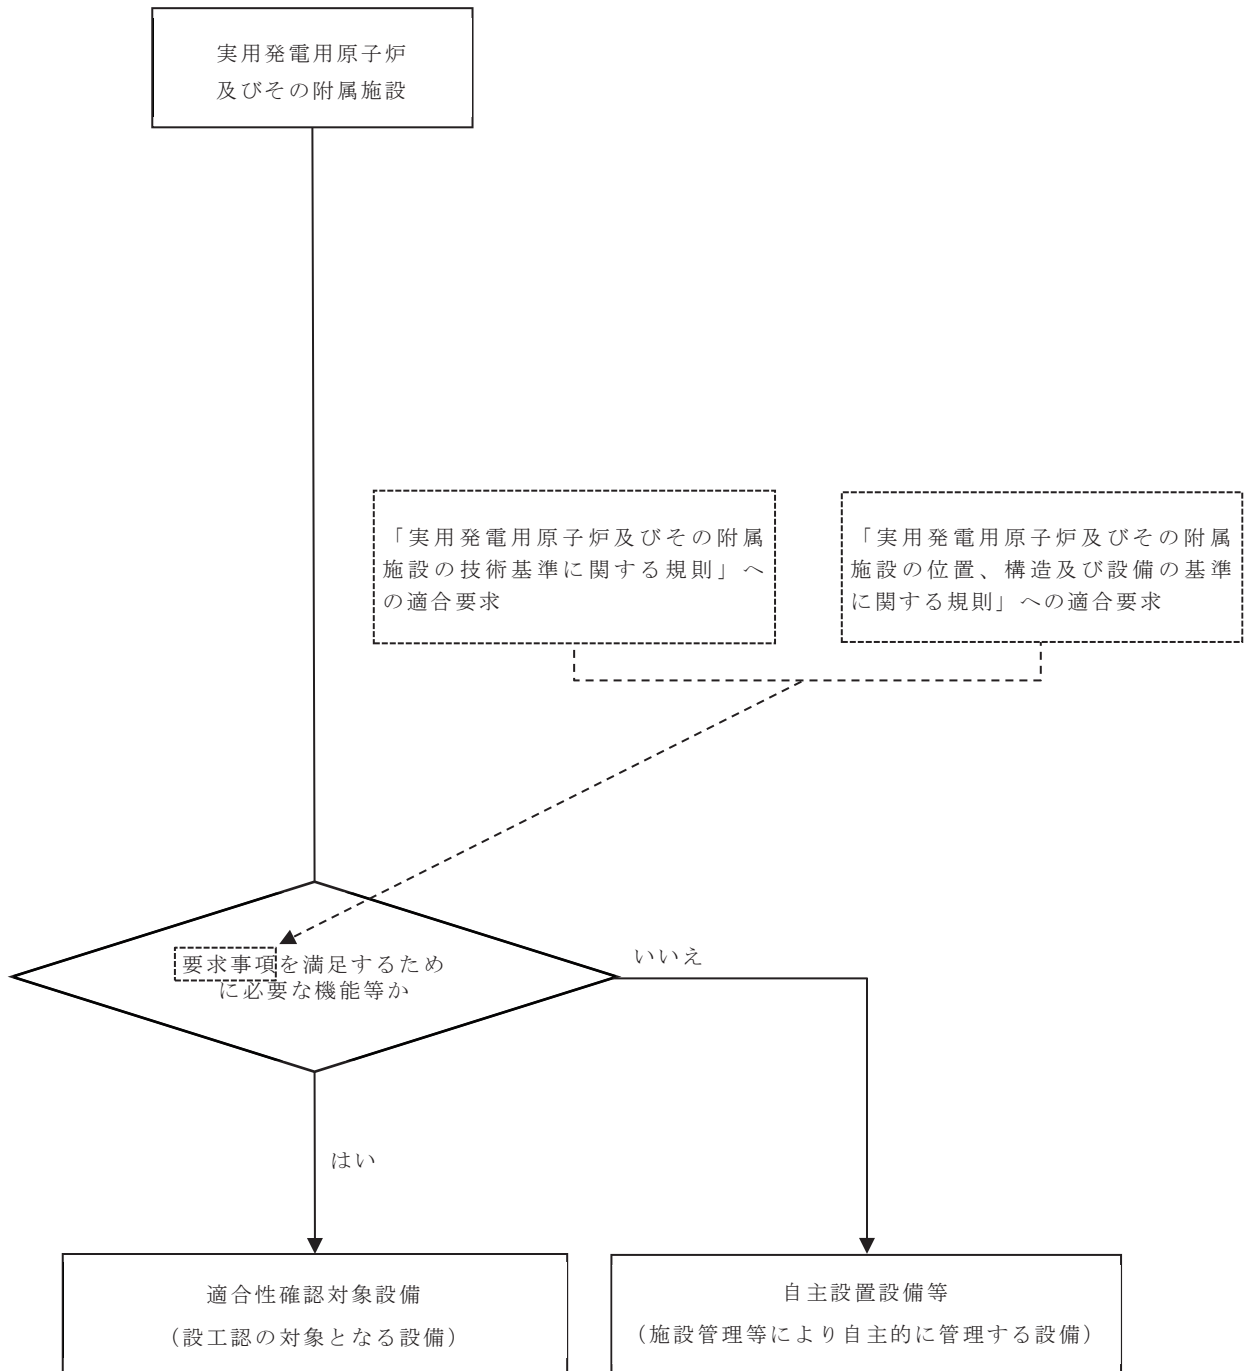 実用発電用原子炉
及びその附属施設
「実用発電用原子炉及びその附属
施設の技術基準に関する規則」へ
の適合要求
「実用発電用原子炉及びその附属
施設の位置、構造及び設備の基準
に関する規則」への適合要求
要求事項を満足するため
に必要な機能等か
いいえ
はい
適合性確認対象設備
（設工認の対象となる設備）
自主設置設備等
（施設管理等により自主的に管理する設備）